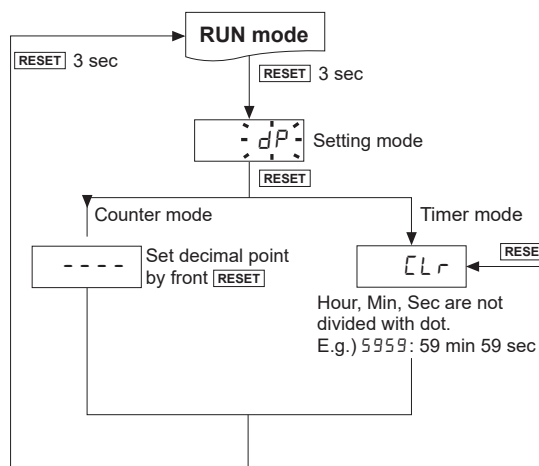 RUN mode
RESET 3 sec
RESET 3 sec
dP
Setting mode
RESET
Counter mode
Timer mode
- - - -
Set decimal point
by front RESET
CLr
RESE
Hour, Min, Sec are not
divided with dot.
E.g.) 5959: 59 min 59 sec